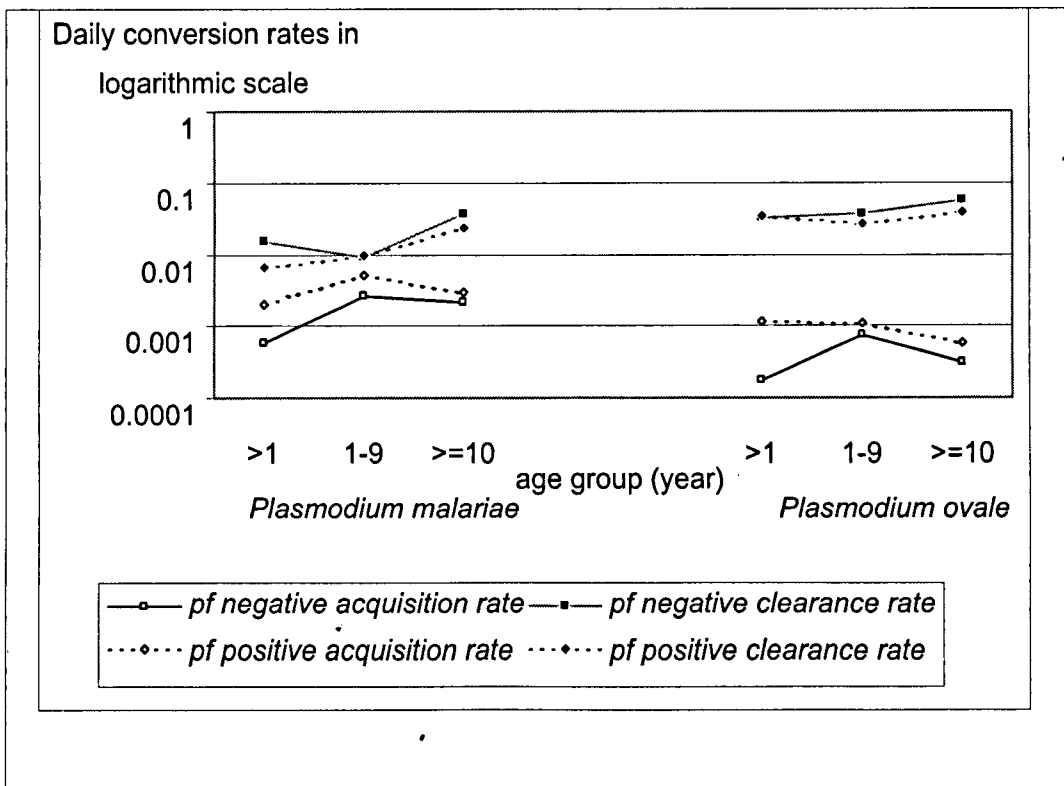 Daily conversion rates in
logarithmic scale
1
0.1
0.01
0.001
0.0001
>1 1-9 >=10 >1 1-9 >=10
age group (year)
Plasmodium malariae Plasmodium ovale
pf negative acquisition rate pf negative clearance rate
pf positive acquisition rate pf positive clearance rate